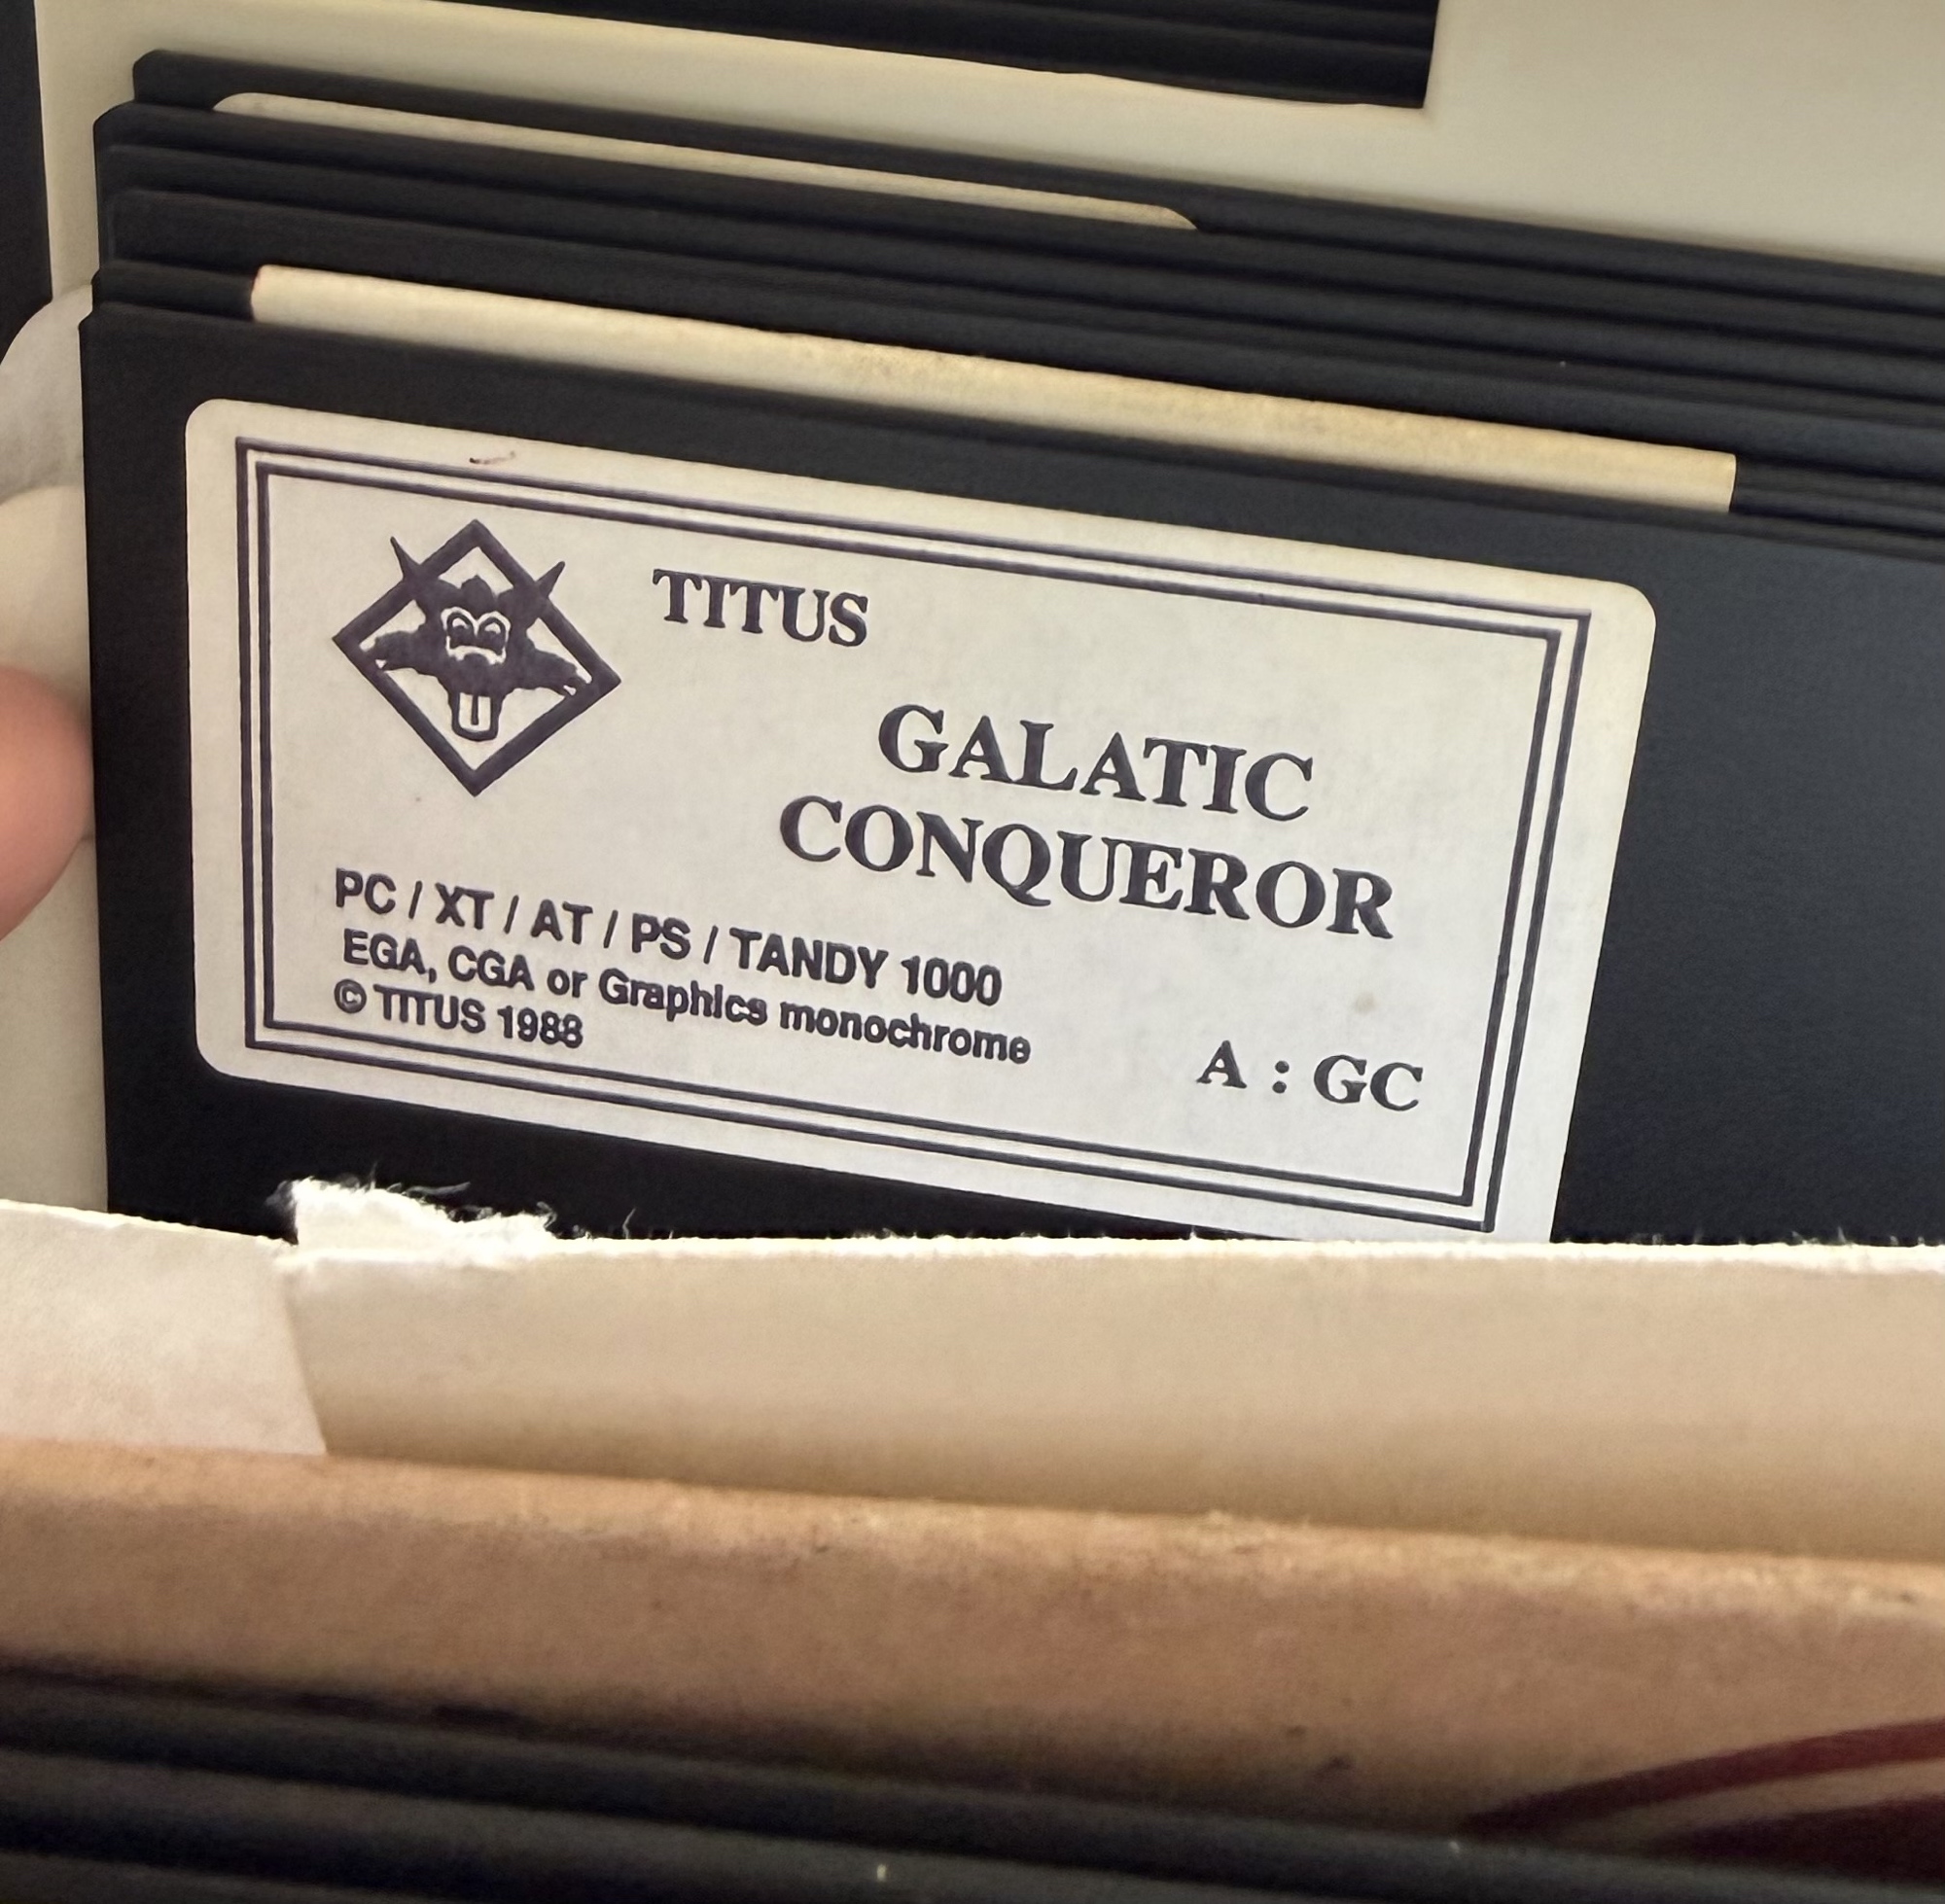 TITUS
GALATIC
CONQUEROR
PC / XT / AT / PS / TANDY 1000
EGA, CGA or Graphics monochrome
© TITUS 1988
A : GC